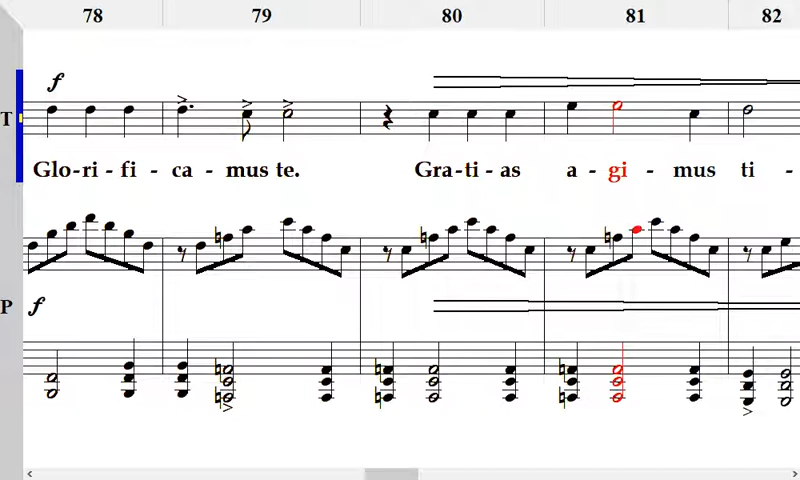 78 79 80 81 82
f
T
Glo-ri - fi - ca - mus te. Gra-ti - as a - gi - mus ti -
P f